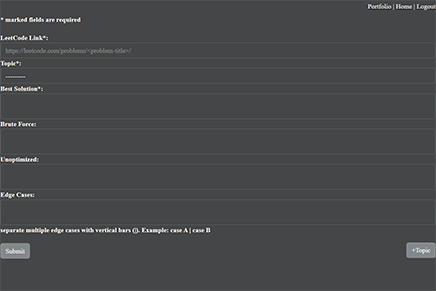 Portfolio | Home | Logout
* marked fields are required
LeetCode Link*:
https://leetcode.com/problems/<problem-title>/
Topic*:
---------
Best Solution*:
Brute Force:
Unoptimized:
Edge Cases:
separate multiple edge cases with vertical bars (|). Example: case A | case B
Submit
+Topic